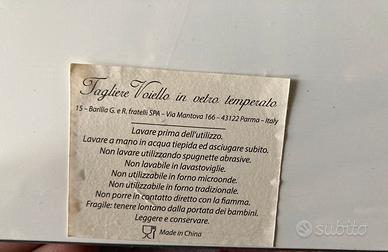 Tagliere Voiello in vetro temperato
15 – Barilla G. e R. fratelli SPA – Via Mantova 166 – 43122 Parma – Italy
Lavare prima dell'utilizzo.
Lavare a mano in acqua tiepida ed asciugare subito.
Non lavare utilizzando spugnette abrasive.
Non lavabile in lavastoviglie.
Non utilizzabile in forno microonde.
Non utilizzabile in forno tradizionale.
Non porre in contatto diretto con la fiamma.
Fragile: tenere lontano dalla portata dei bambini.
Leggere e conservare.
Made in China
subito